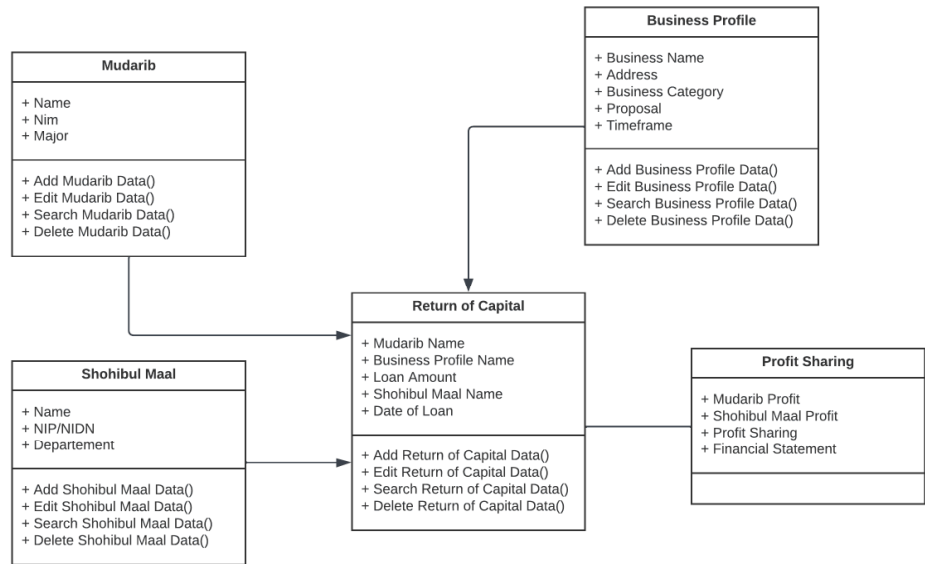 Business Profile
+ Business Name
+ Address
+ Business Category
+ Proposal
+ Timeframe
+ Add Business Profile Data()
+ Edit Business Profile Data()
+ Search Business Profile Data()
+ Delete Business Profile Data()
Mudarib
+ Name
+ Nim
+ Major
+ Add Mudarib Data()
+ Edit Mudarib Data()
+ Search Mudarib Data()
+ Delete Mudarib Data()
Return of Capital
+ Mudarib Name
+ Business Profile Name
+ Loan Amount
+ Shohibul Maal Name
+ Date of Loan
+ Add Return of Capital Data()
+ Edit Return of Capital Data()
+ Search Return of Capital Data()
+ Delete Return of Capital Data()
Shohibul Maal
+ Name
+ NIP/NIDN
+ Departement
+ Add Shohibul Maal Data()
+ Edit Shohibul Maal Data()
+ Search Shohibul Maal Data()
+ Delete Shohibul Maal Data()
Profit Sharing
+ Mudarib Profit
+ Shohibul Maal Profit
+ Profit Sharing
+ Financial Statement